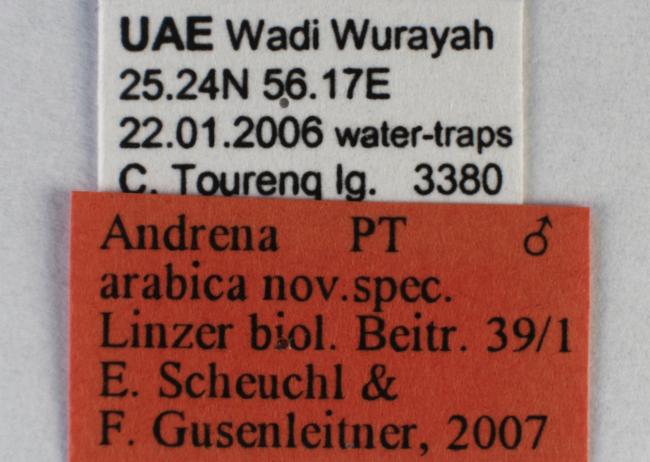 UAE Wadi Wurayah
25.24N 56.17E
22.01.2006 water-traps
C. Tourenq lg. 3380
Andrena PT ♂
arabica nov.spec.
Linzer biol. Beitr. 39/1
E. Scheuchl &
F. Gusenleitner, 2007